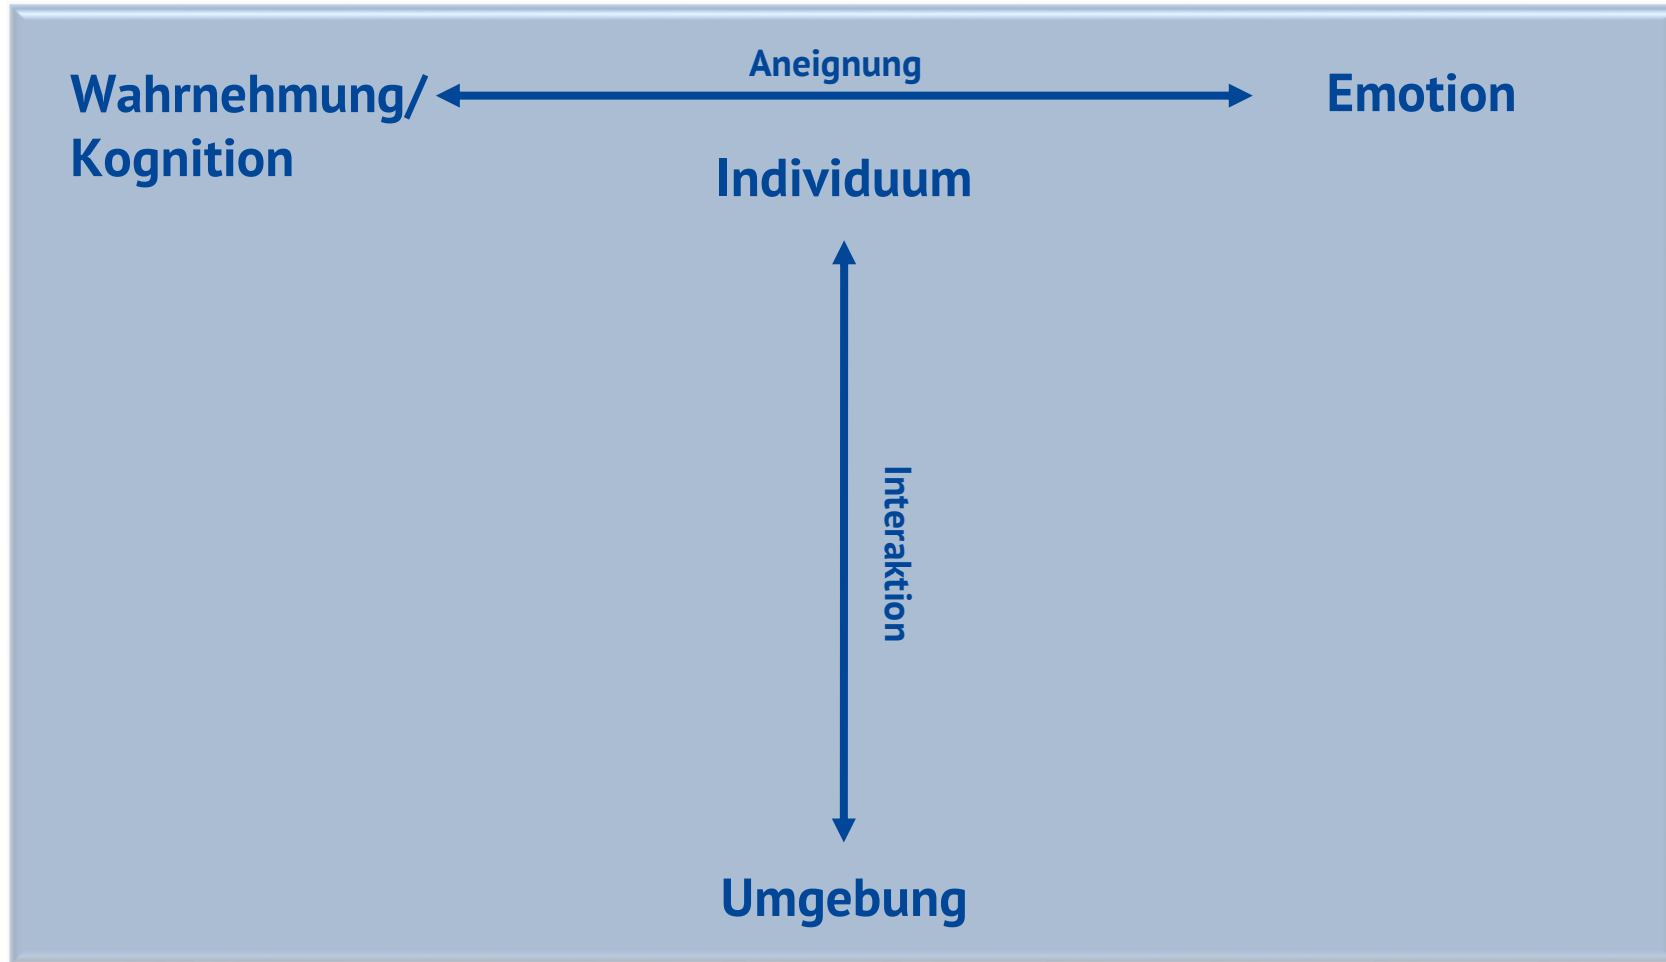 Aneignung
Wahrnehmung/
Kognition
Emotion
Individuum
Interaktion
Umgebung